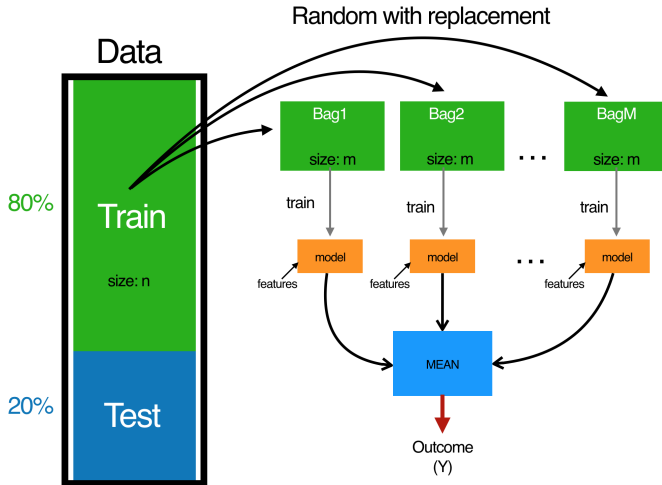 Random with replacement
Data
80%
Train
size: n
20%
Test
Bag1
size: m
Bag2
size: m
...
BagM
size: m
train
train
train
model
model
...
model
features
features
features
MEAN
Outcome
(Y)